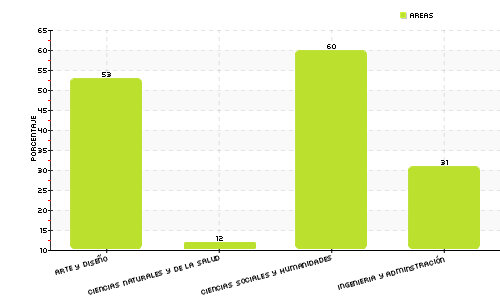 AREAS
65
60
55
50
45
40
35
30
25
20
15
10
PORCENTAJE
53
12
60
31
ARTE Y DISEÑO
CIENCIAS NATURALES Y DE LA SALUD
CIENCIAS SOCIALES Y HUMANIDADES
INGENIERIA Y ADMINSTRACIÓN